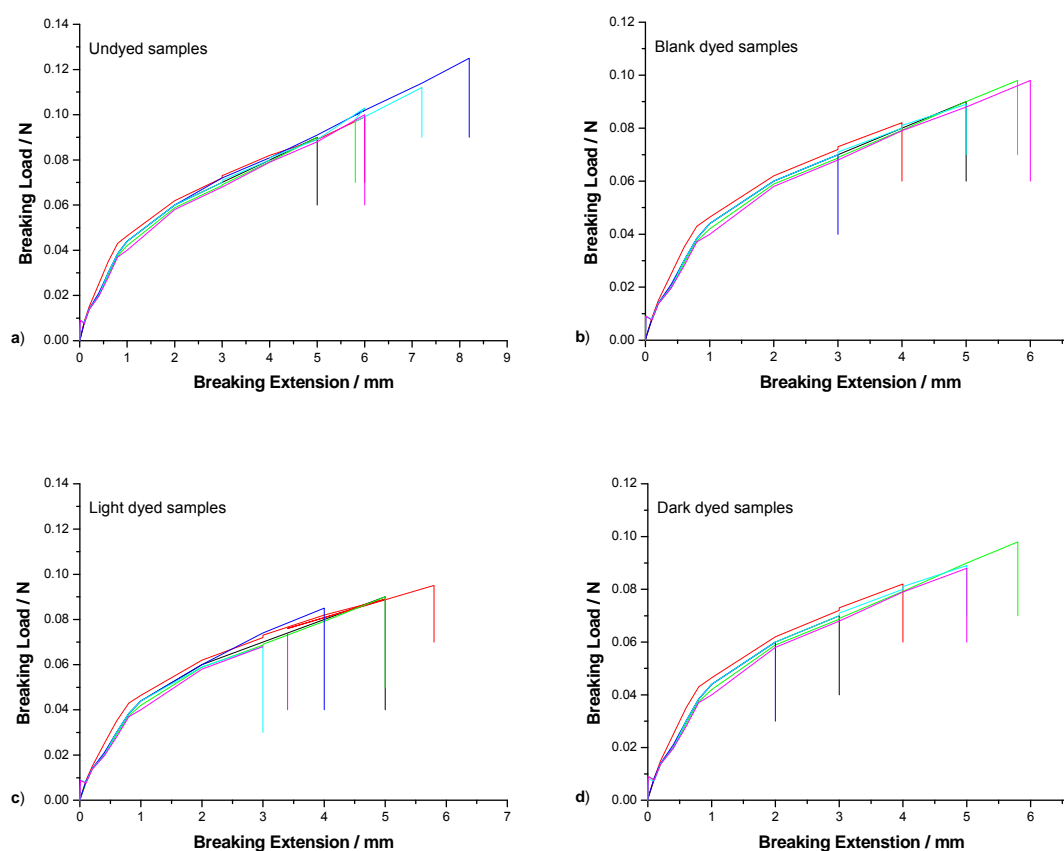 0.14
0.12
0.10
0.08
0.06
0.04
0.02
0.00
Breaking Load / N
Undyed samples
a)
0 1 2 3 4 5 6 7 8 9
Breaking Extension / mm
0.12
0.10
0.08
0.06
0.04
0.02
0.00
Breaking Load / N
Blank dyed samples
b)
0 1 2 3 4 5 6
Breaking Extension / mm
0.14
0.12
0.10
0.08
0.06
0.04
0.02
0.00
Breaking Load / N
Light dyed samples
c)
0 1 2 3 4 5 6 7
Breaking Extension / mm
0.12
0.10
0.08
0.06
0.04
0.02
0.00
Breaking Load / N
Dark dyed samples
d)
0 1 2 3 4 5 6
Breaking Extenstion / mm